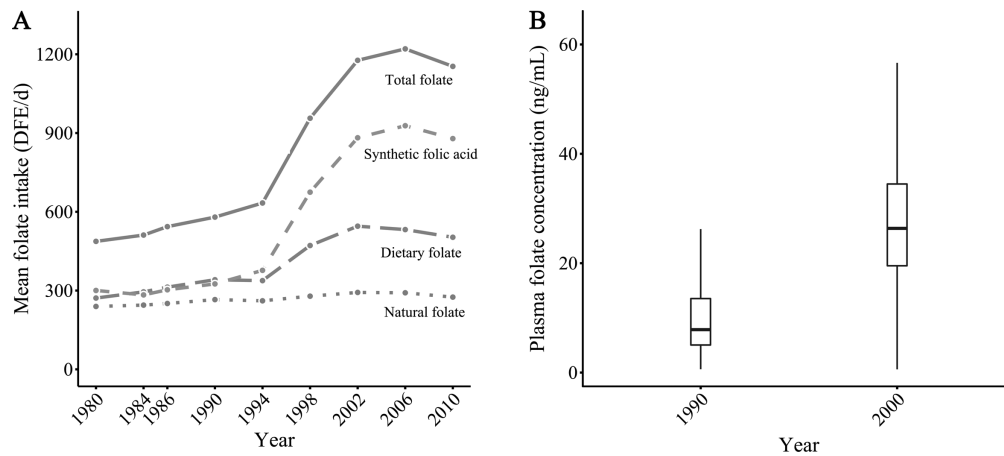 A
Mean folate intake (DFE/d)
1200
900
600
300
0
Total folate
Synthetic folic acid
Dietary folate
Natural folate
1980
1984
1986
1990
1994
1998
2002
2006
2010
Year
B
Plasma folate concentration (ng/mL)
60
40
20
0
1990
2000
Year